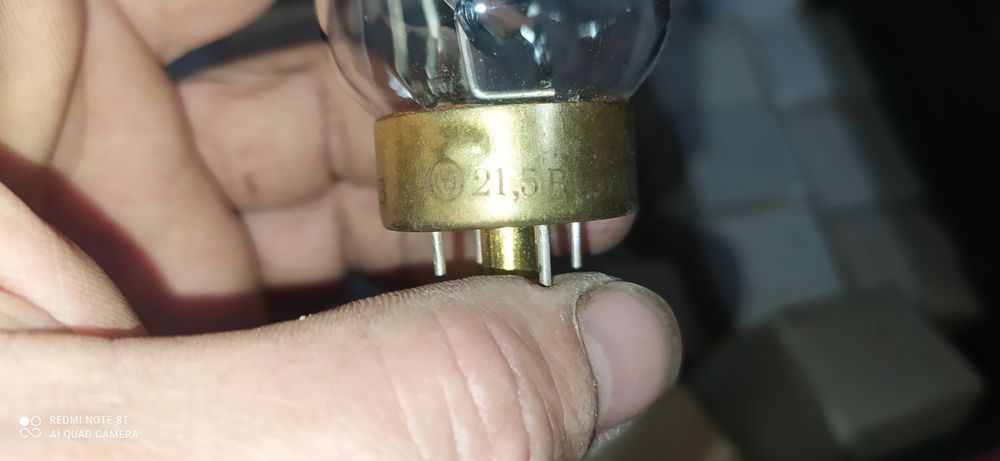 21,5 В
REDMI NOTE 8T
AI QUAD CAMERA